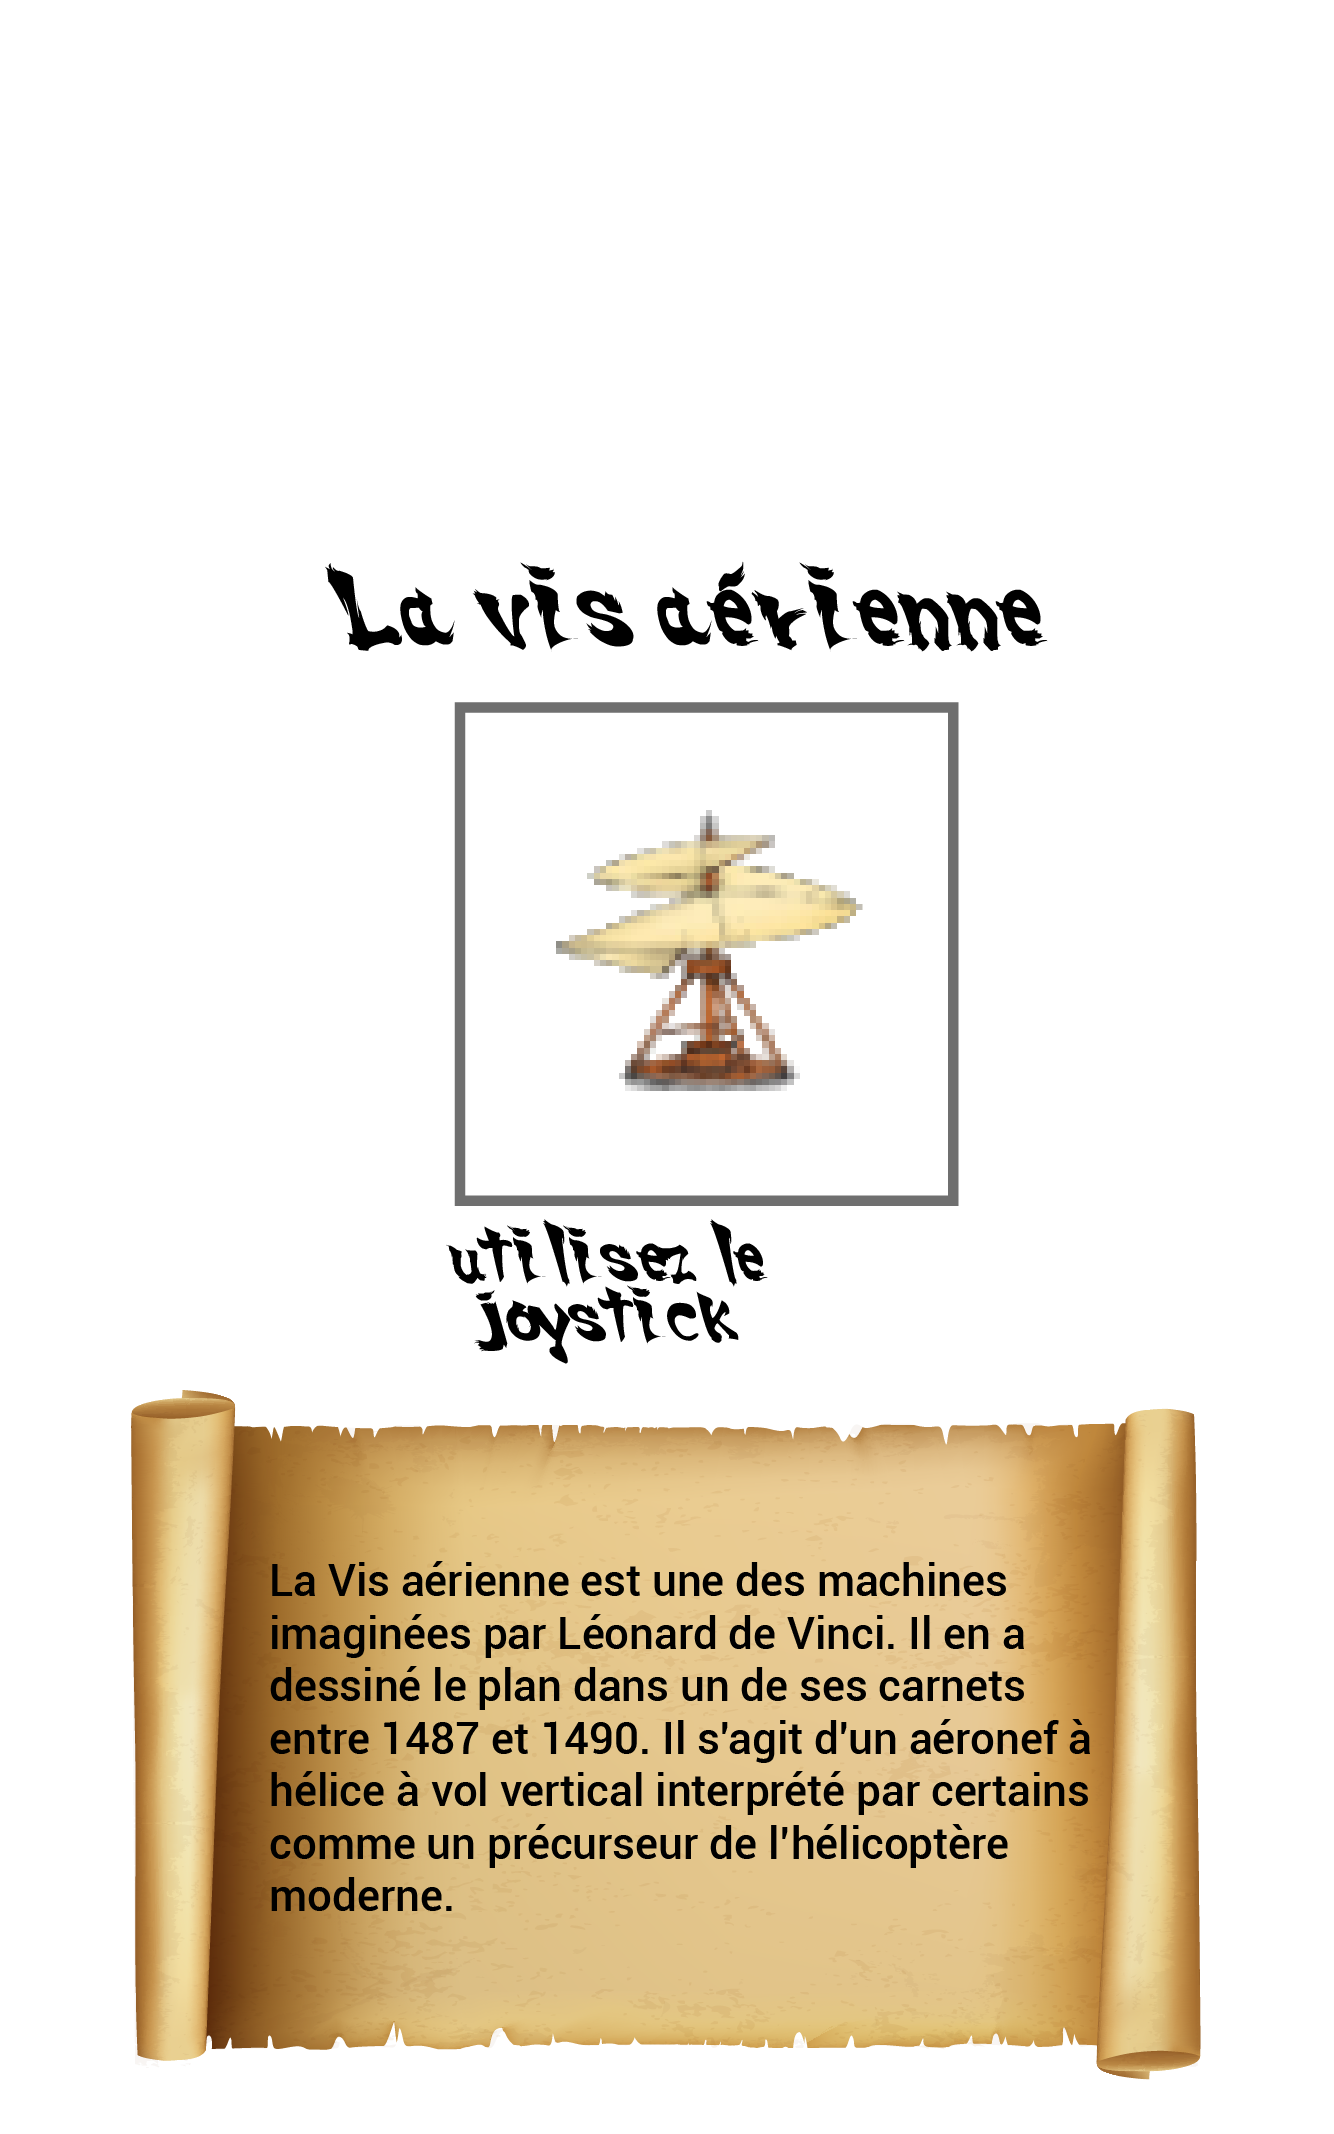 La vis aérienne
utilisez le
joystick
La Vis aérienne est une des machines
imaginées par Léonard de Vinci. Il en a
dessiné le plan dans un de ses carnets
entre 1487 et 1490. Il s'agit d'un aéronef à
hélice à vol vertical interprété par certains
comme un précurseur de l'hélicoptère
moderne.